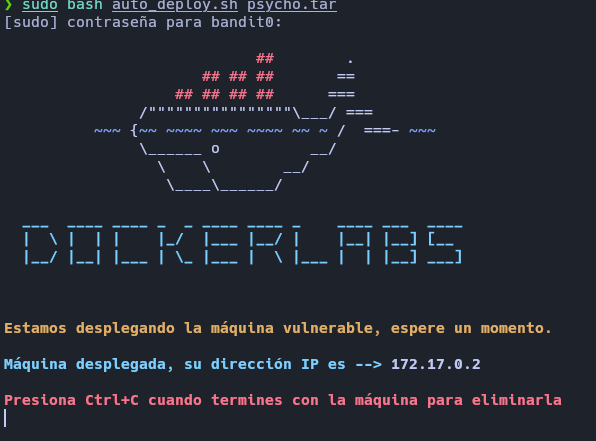 ❯ sudo bash auto_deploy.sh psycho.tar
[sudo] contraseña para bandit0:
##        .
## ## ##       ==
## ## ## ##      ===
/""""""""""""""""\___/ ===
~~~ {~~ ~~~~ ~~~ ~~~~ ~~ ~ /  ===- ~~~
\______ o          __/
\    \        __/
\____\______/
DOCKERLABS
Estamos desplegando la máquina vulnerable, espere un momento.
Máquina desplegada, su dirección IP es --> 172.17.0.2
Presiona Ctrl+C cuando termines con la máquina para eliminarla